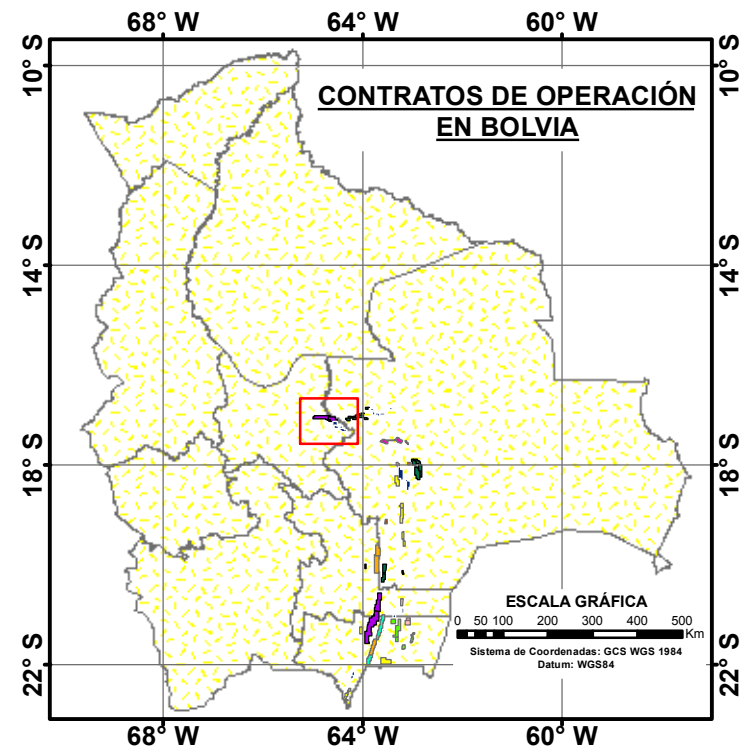 68° W 64° W 60° W
10° S 10° S
CONTRATOS DE OPERACIÓN
EN BOLVIA
14° S 14° S
18° S 18° S
ESCALA GRÁFICA
0 50 100 200 300 400 500
Km
Sistema de Coordenadas: GCS WGS 1984
Datum: WGS84
22° S 22° S
68° W 64° W 60° W